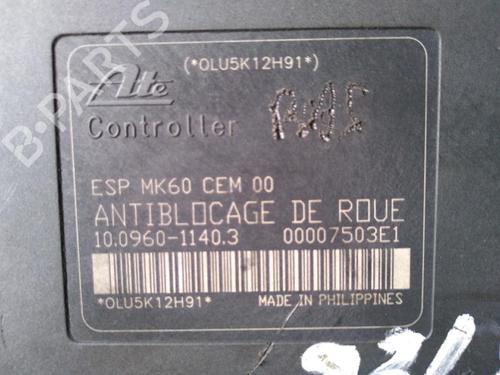 (*OLU5K12H91*)
Ate
Controller
ESP MK60 CEM 00
ANTIBLOCAGE DE ROUE
10.0960-1140.3 00007503E1
*OLU5K12H91*
MADE IN PHILIPPINES
B-PARTS